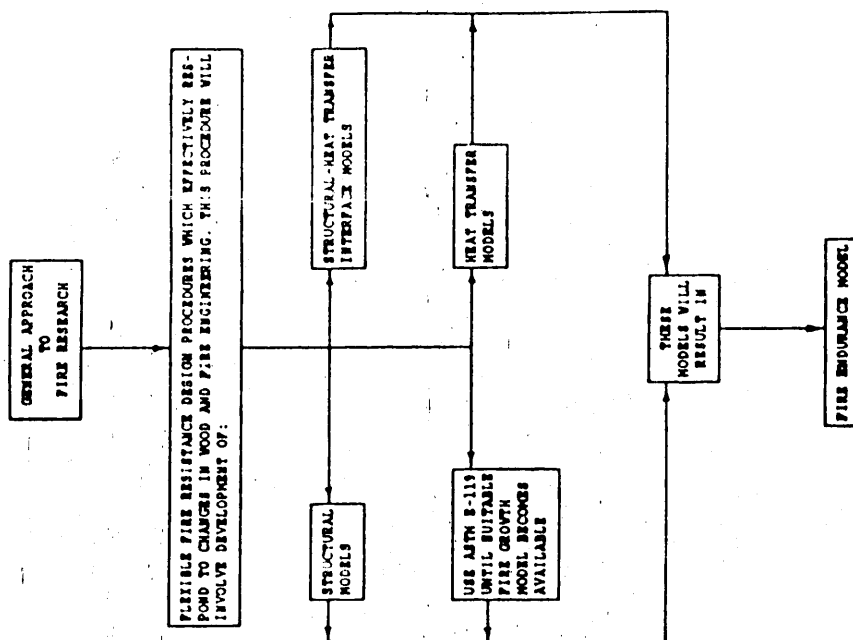 GENERAL APPROACH
TO
FIRE RESEARCH
FLEXIBLE FIRE RESISTANCE DESIGN PROCEDURES WHICH EFFECTIVELY RES-
POND TO CHANGES IN WOOD AND FIRE ENGINEERING. THIS PROCEDURE WILL
INVOLVE DEVELOPMENT OF:
STRUCTURAL
MODELS
STRUCTURAL-HEAT TRANSFER
INTERFACE MODELS
USE ASTM E-119
UNTIL SUITABLE
FIRE GROWTH
MODEL BECOMES
AVAILABLE
HEAT TRANSFER
MODELS
THESE
MODELS WILL
RESULT IN
FIRE ENDURANCE MODEL